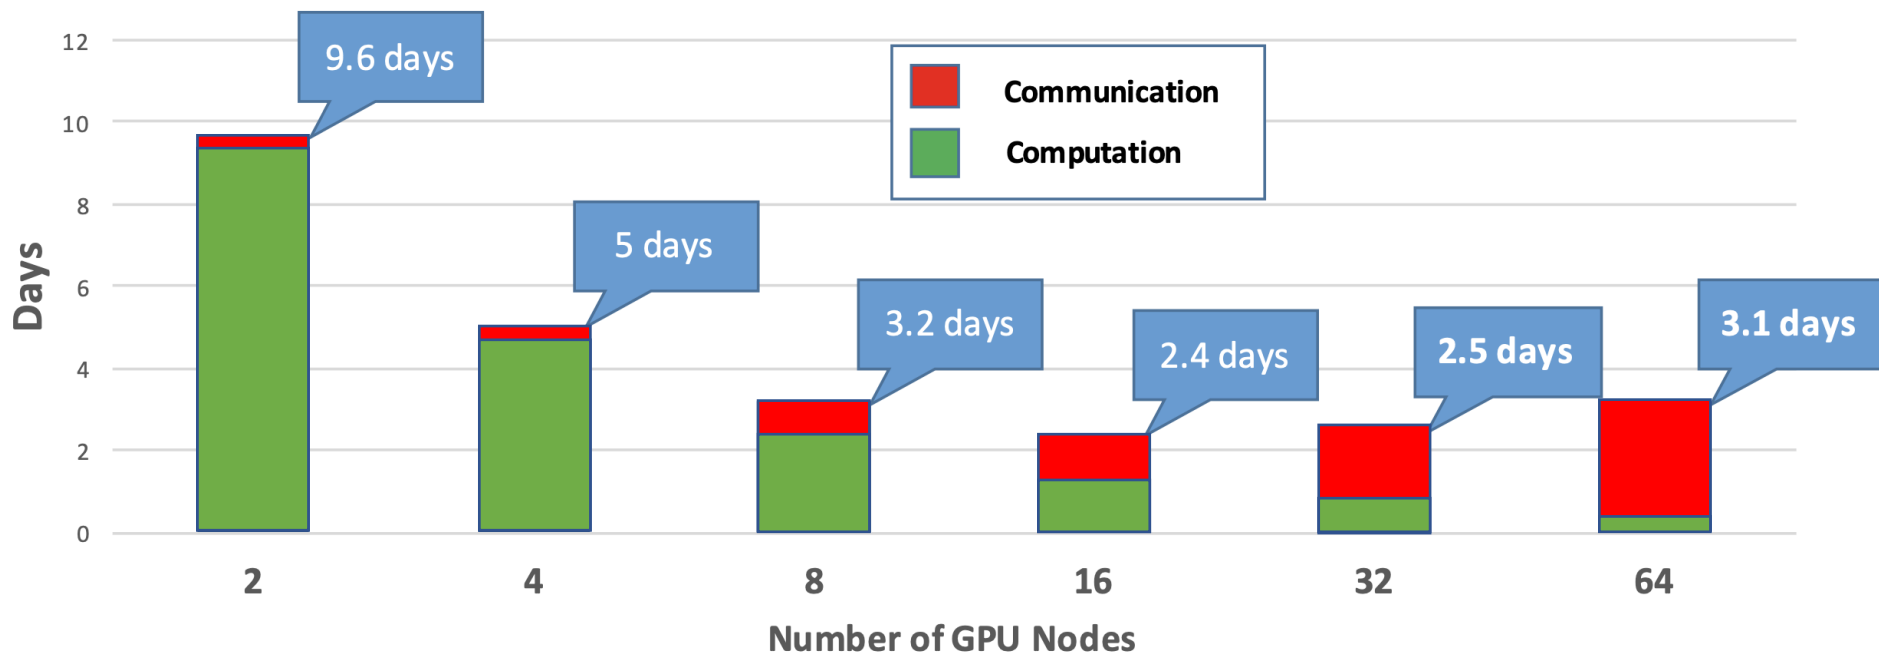 12
10
8
6
4
2
0
Days
9.6 days
5 days
3.2 days
2.4 days
2.5 days
3.1 days
Communication
Computation
2 4 8 16 32 64
Number of GPU Nodes